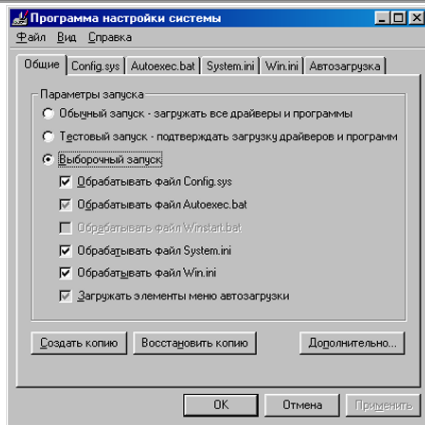 Программа настройки системы
Файл Вид Справка
Общие Config.sys Autoexec.bat System.ini Win.ini Автозагрузка
Параметры запуска
Обычный запуск - загружать все драйверы и программы
Тестовый запуск - подтверждать загрузку драйверов и программ
Выборочный запуск
Обрабатывать файл Config.sys
Обрабатывать файл Autoexec.bat
Обрабатывать файл Winstart.bat
Обрабатывать файл System.ini
Обрабатывать файл Win.ini
Загружать элементы меню автозагрузки
Создать копию Восстановить копию Дополнительно...
OK Отмена Применить